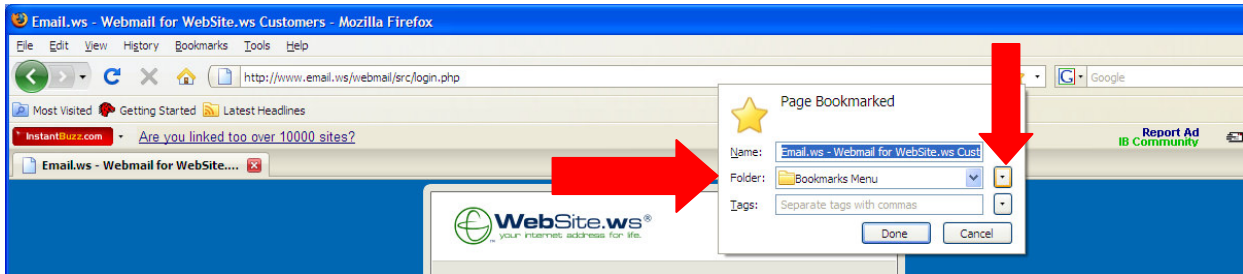 Email.ws - Webmail for WebSite.ws Customers - Mozilla Firefox
File Edit View History Bookmarks Tools Help
http://www.email.ws/webmail/src/login.php
G Google
Most Visited Getting Started Latest Headlines
Page Bookmarked
InstantBuzz.com Are you linked too over 10000 sites?
Report Ad
IB Community
Name: Email.ws - Webmail for WebSite.ws Cust
Email.ws - Webmail for WebSite....
Folder: Bookmarks Menu
Tags: Separate tags with commas
WebSite.ws®
your internet address for life.
Done Cancel